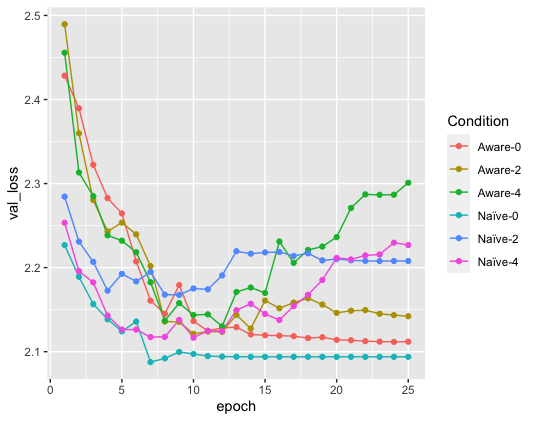 2.5
2.4
2.3
2.2
2.1
val_loss
0
5
10
15
20
25
epoch
Condition
Aware-0
Aware-2
Aware-4
Naïve-0
Naïve-2
Naïve-4